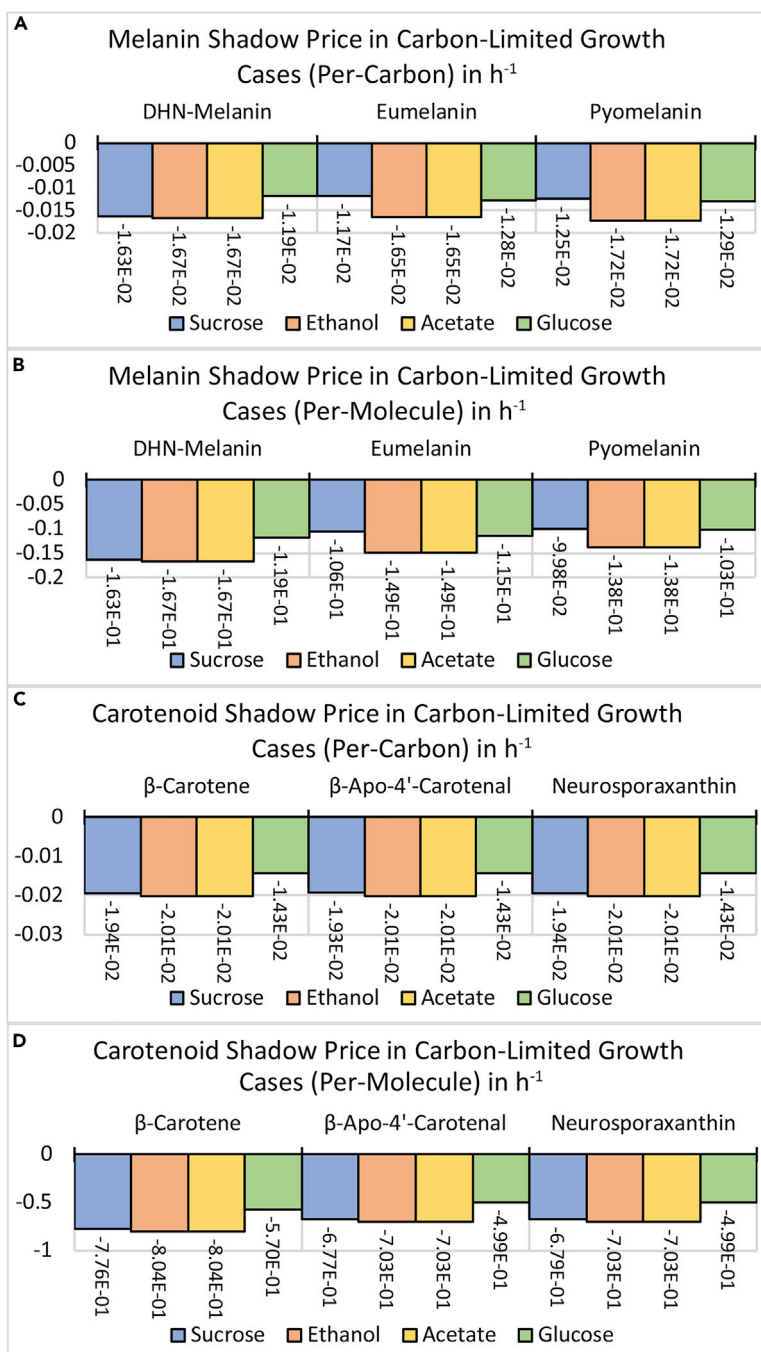 A
Melanin Shadow Price in Carbon-Limited Growth
Cases (Per-Carbon) in h-1
DHN-Melanin Eumelanin Pyomelanin
0
-0.005
-0.01
-0.015
-0.02
-1.63E-02 -1.67E-02 -1.67E-02 -1.19E-02 -1.17E-02 -1.65E-02 -1.65E-02 -1.28E-02 -1.25E-02 -1.72E-02 -1.72E-02 -1.29E-02
Sucrose Ethanol Acetate Glucose
B
Melanin Shadow Price in Carbon-Limited Growth
Cases (Per-Molecule) in h-1
DHN-Melanin Eumelanin Pyomelanin
0
-0.05
-0.1
-0.15
-0.2
-1.63E-01 -1.67E-01 -1.67E-01 -1.19E-01 -1.06E-01 -1.49E-01 -1.49E-01 -1.15E-01 -9.98E-02 -1.38E-01 -1.38E-01 -1.03E-01
Sucrose Ethanol Acetate Glucose
C
Carotenoid Shadow Price in Carbon-Limited Growth
Cases (Per-Carbon) in h-1
β-Carotene β-Apo-4'-Carotenal Neurosporaxanthin
0
-0.01
-0.02
-0.03
-1.94E-02 -2.01E-02 -2.01E-02 -1.43E-02 -1.93E-02 -2.01E-02 -2.01E-02 -1.43E-02 -1.94E-02 -2.01E-02 -2.01E-02 -1.43E-02
Sucrose Ethanol Acetate Glucose
D
Carotenoid Shadow Price in Carbon-Limited Growth
Cases (Per-Molecule) in h-1
β-Carotene β-Apo-4'-Carotenal Neurosporaxanthin
0
-0.5
-1
-7.76E-01 -8.04E-01 -8.04E-01 -5.70E-01 -6.77E-01 -7.03E-01 -7.03E-01 -4.99E-01 -6.79E-01 -7.03E-01 -7.03E-01 -4.99E-01
Sucrose Ethanol Acetate Glucose